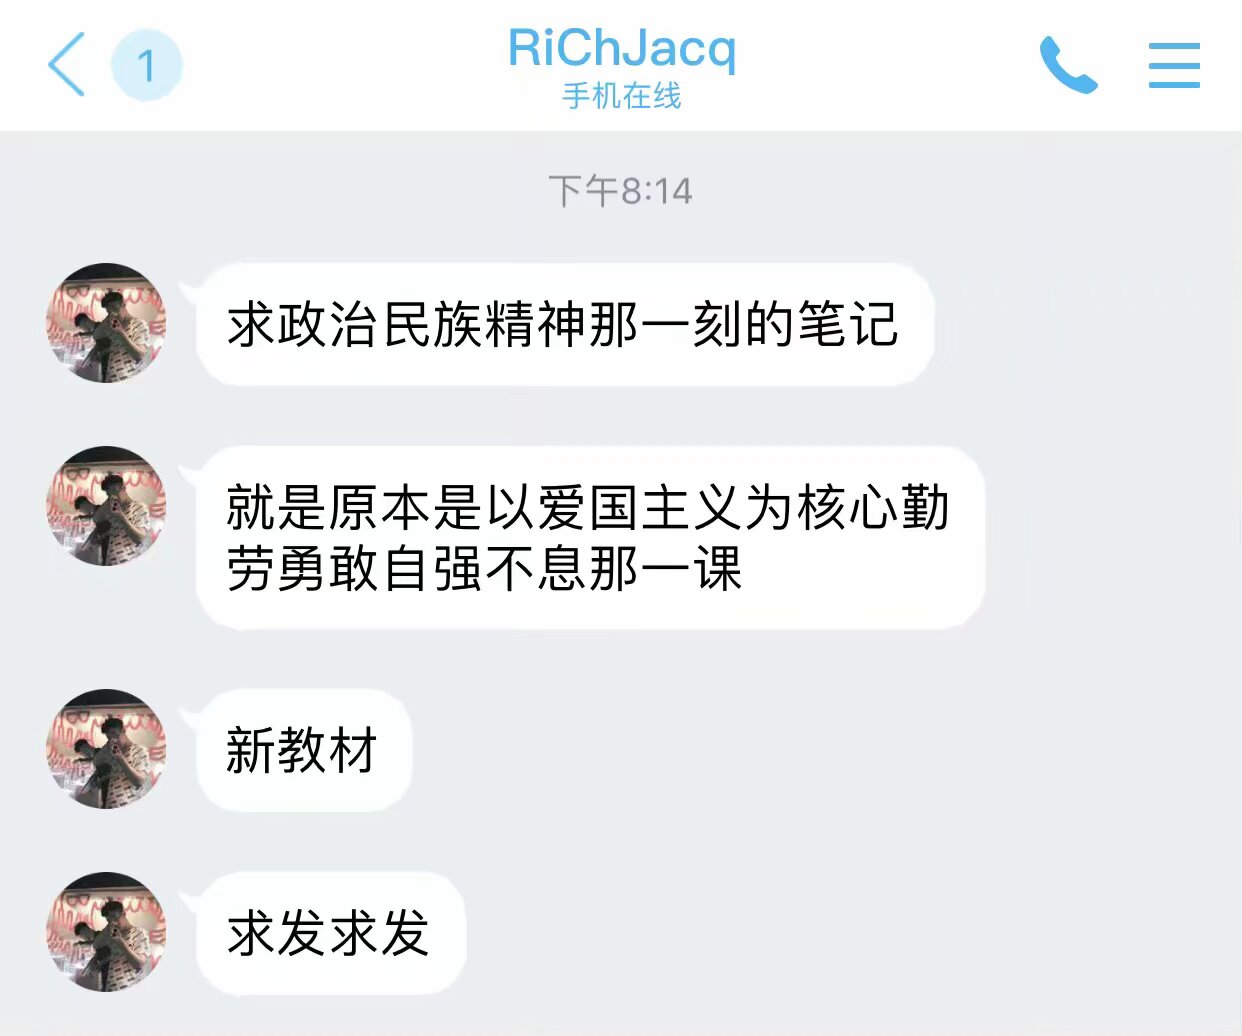 1
RiChJacq
手机在线
下午8:14
求政治民族精神那一刻的笔记
就是原本是以爱国主义为核心勤
劳勇敢自强不息那一课
新教材
求发求发